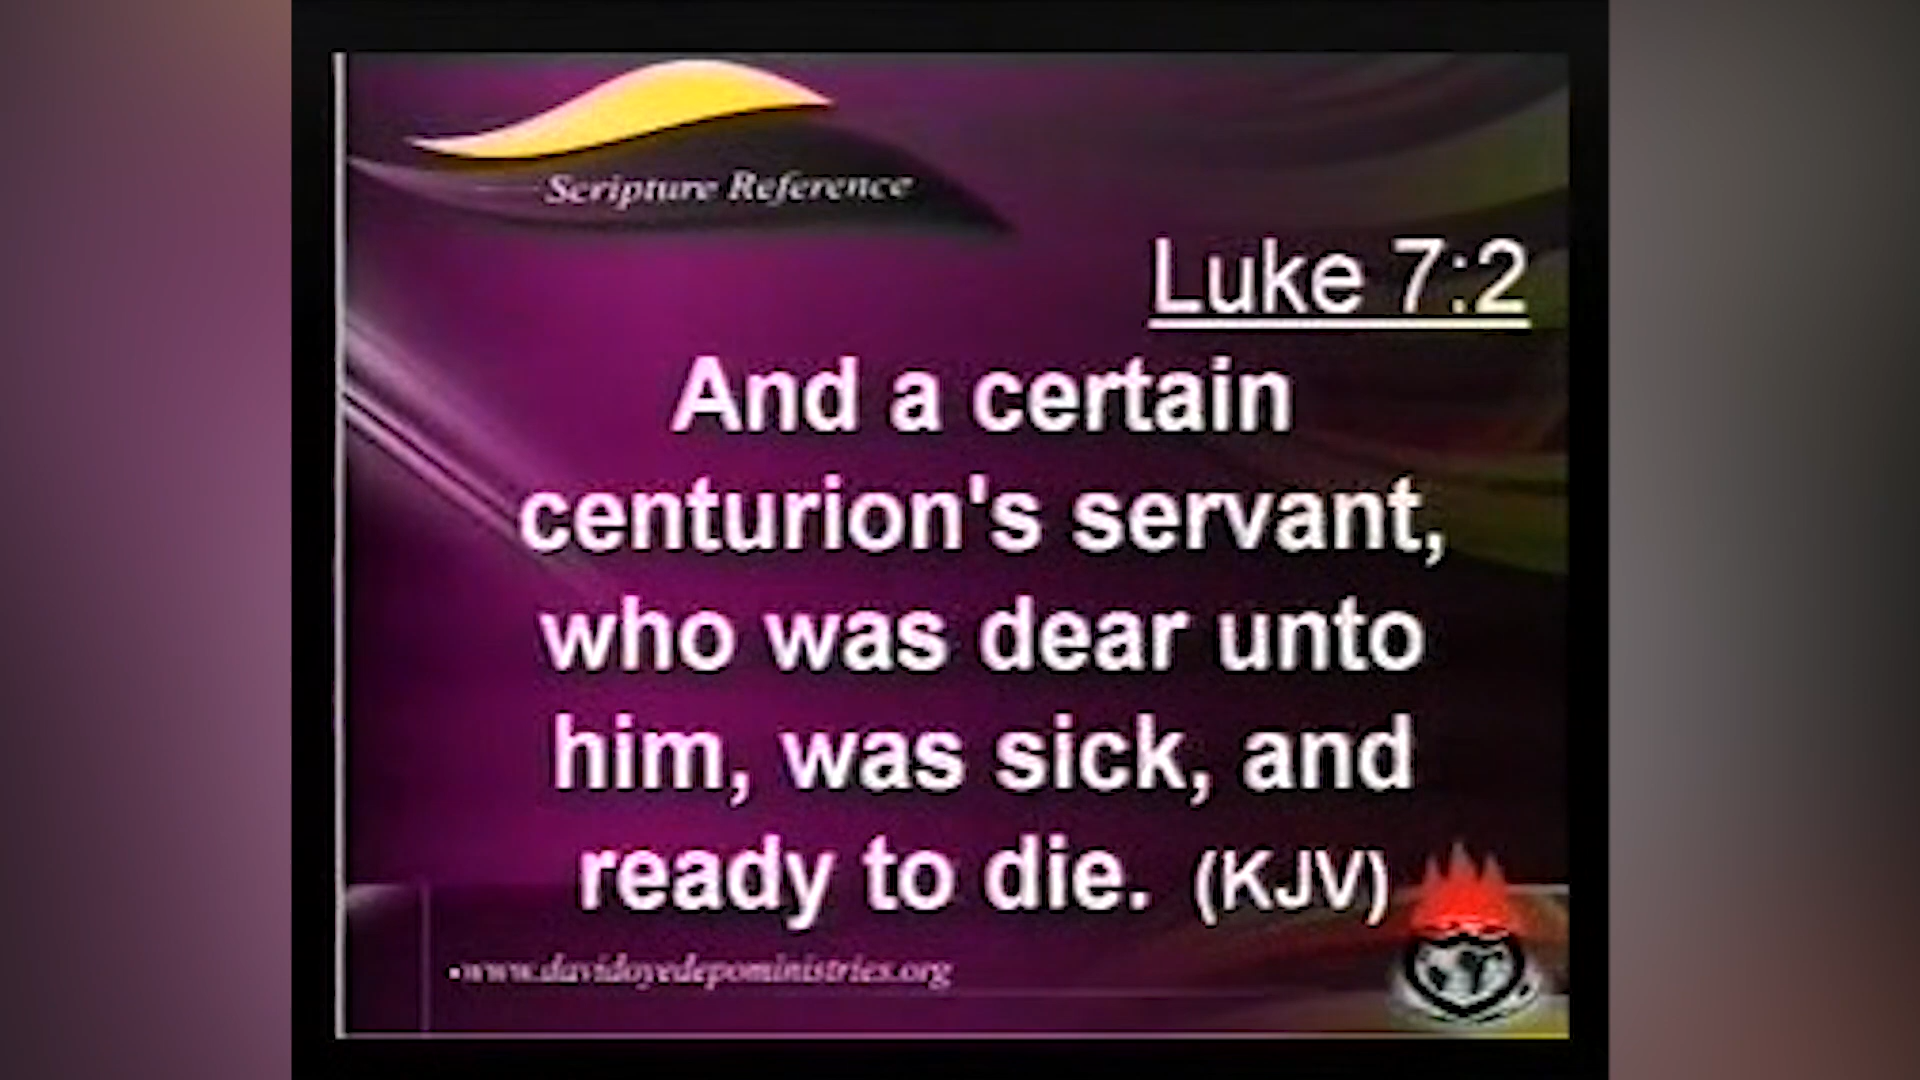 Scripture Reference
Luke 7:2
And a certain
centurion's servant,
who was dear unto
him, was sick, and
ready to die. (KJV)
•www.davidoyedepoministries.org